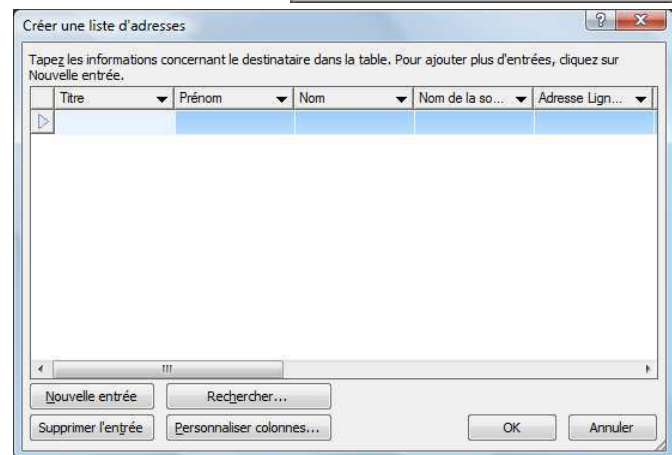 Créer une liste d'adresses
?
X
Tapez les informations concernant le destinataire dans la table. Pour ajouter plus d'entrées, cliquez sur
Nouvelle entrée.
Titre Prénom Nom Nom de la so... Adresse Lign...
Nouvelle entrée Rechercher...
Supprimer l'entrée Personnaliser colonnes... OK Annuler